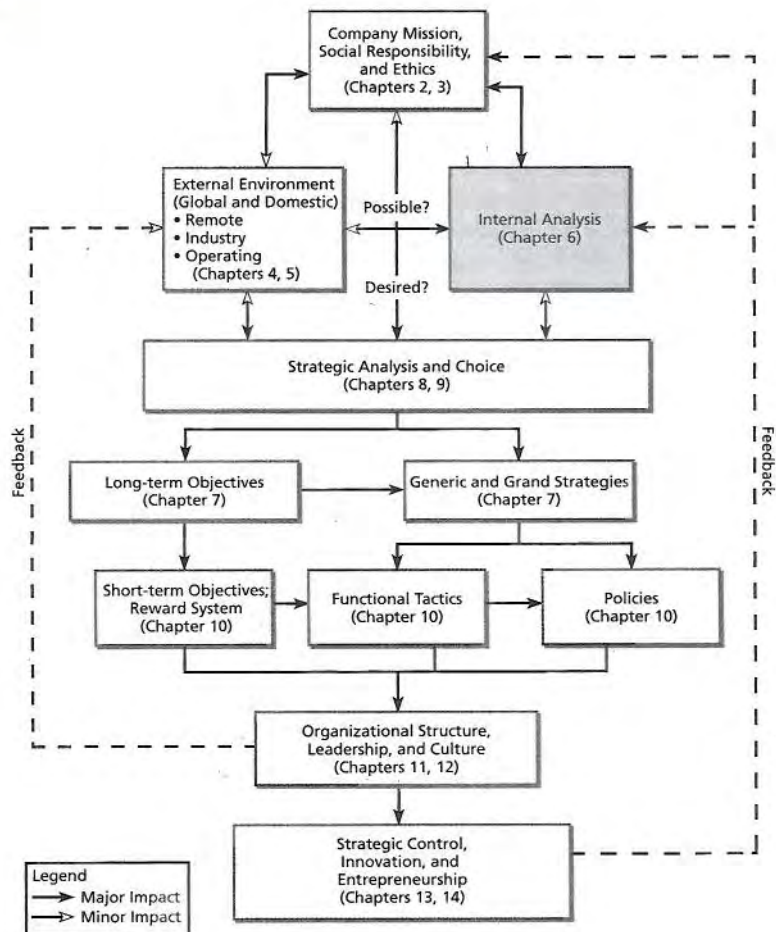 Company Mission,
Social Responsibility,
and Ethics
(Chapters 2, 3)
External Environment
(Global and Domestic)
• Remote
• Industry
• Operating
(Chapters 4, 5)
Possible?
Desired?
Internal Analysis
(Chapter 6)
Strategic Analysis and Choice
(Chapters 8, 9)
Feedback
Feedback
Long-term Objectives
(Chapter 7)
Generic and Grand Strategies
(Chapter 7)
Short-term Objectives;
Reward System
(Chapter 10)
Functional Tactics
(Chapter 10)
Policies
(Chapter 10)
Organizational Structure,
Leadership, and Culture
(Chapters 11, 12)
Strategic Control,
Innovation, and
Entrepreneurship
(Chapters 13, 14)
Legend
Major Impact
Minor Impact